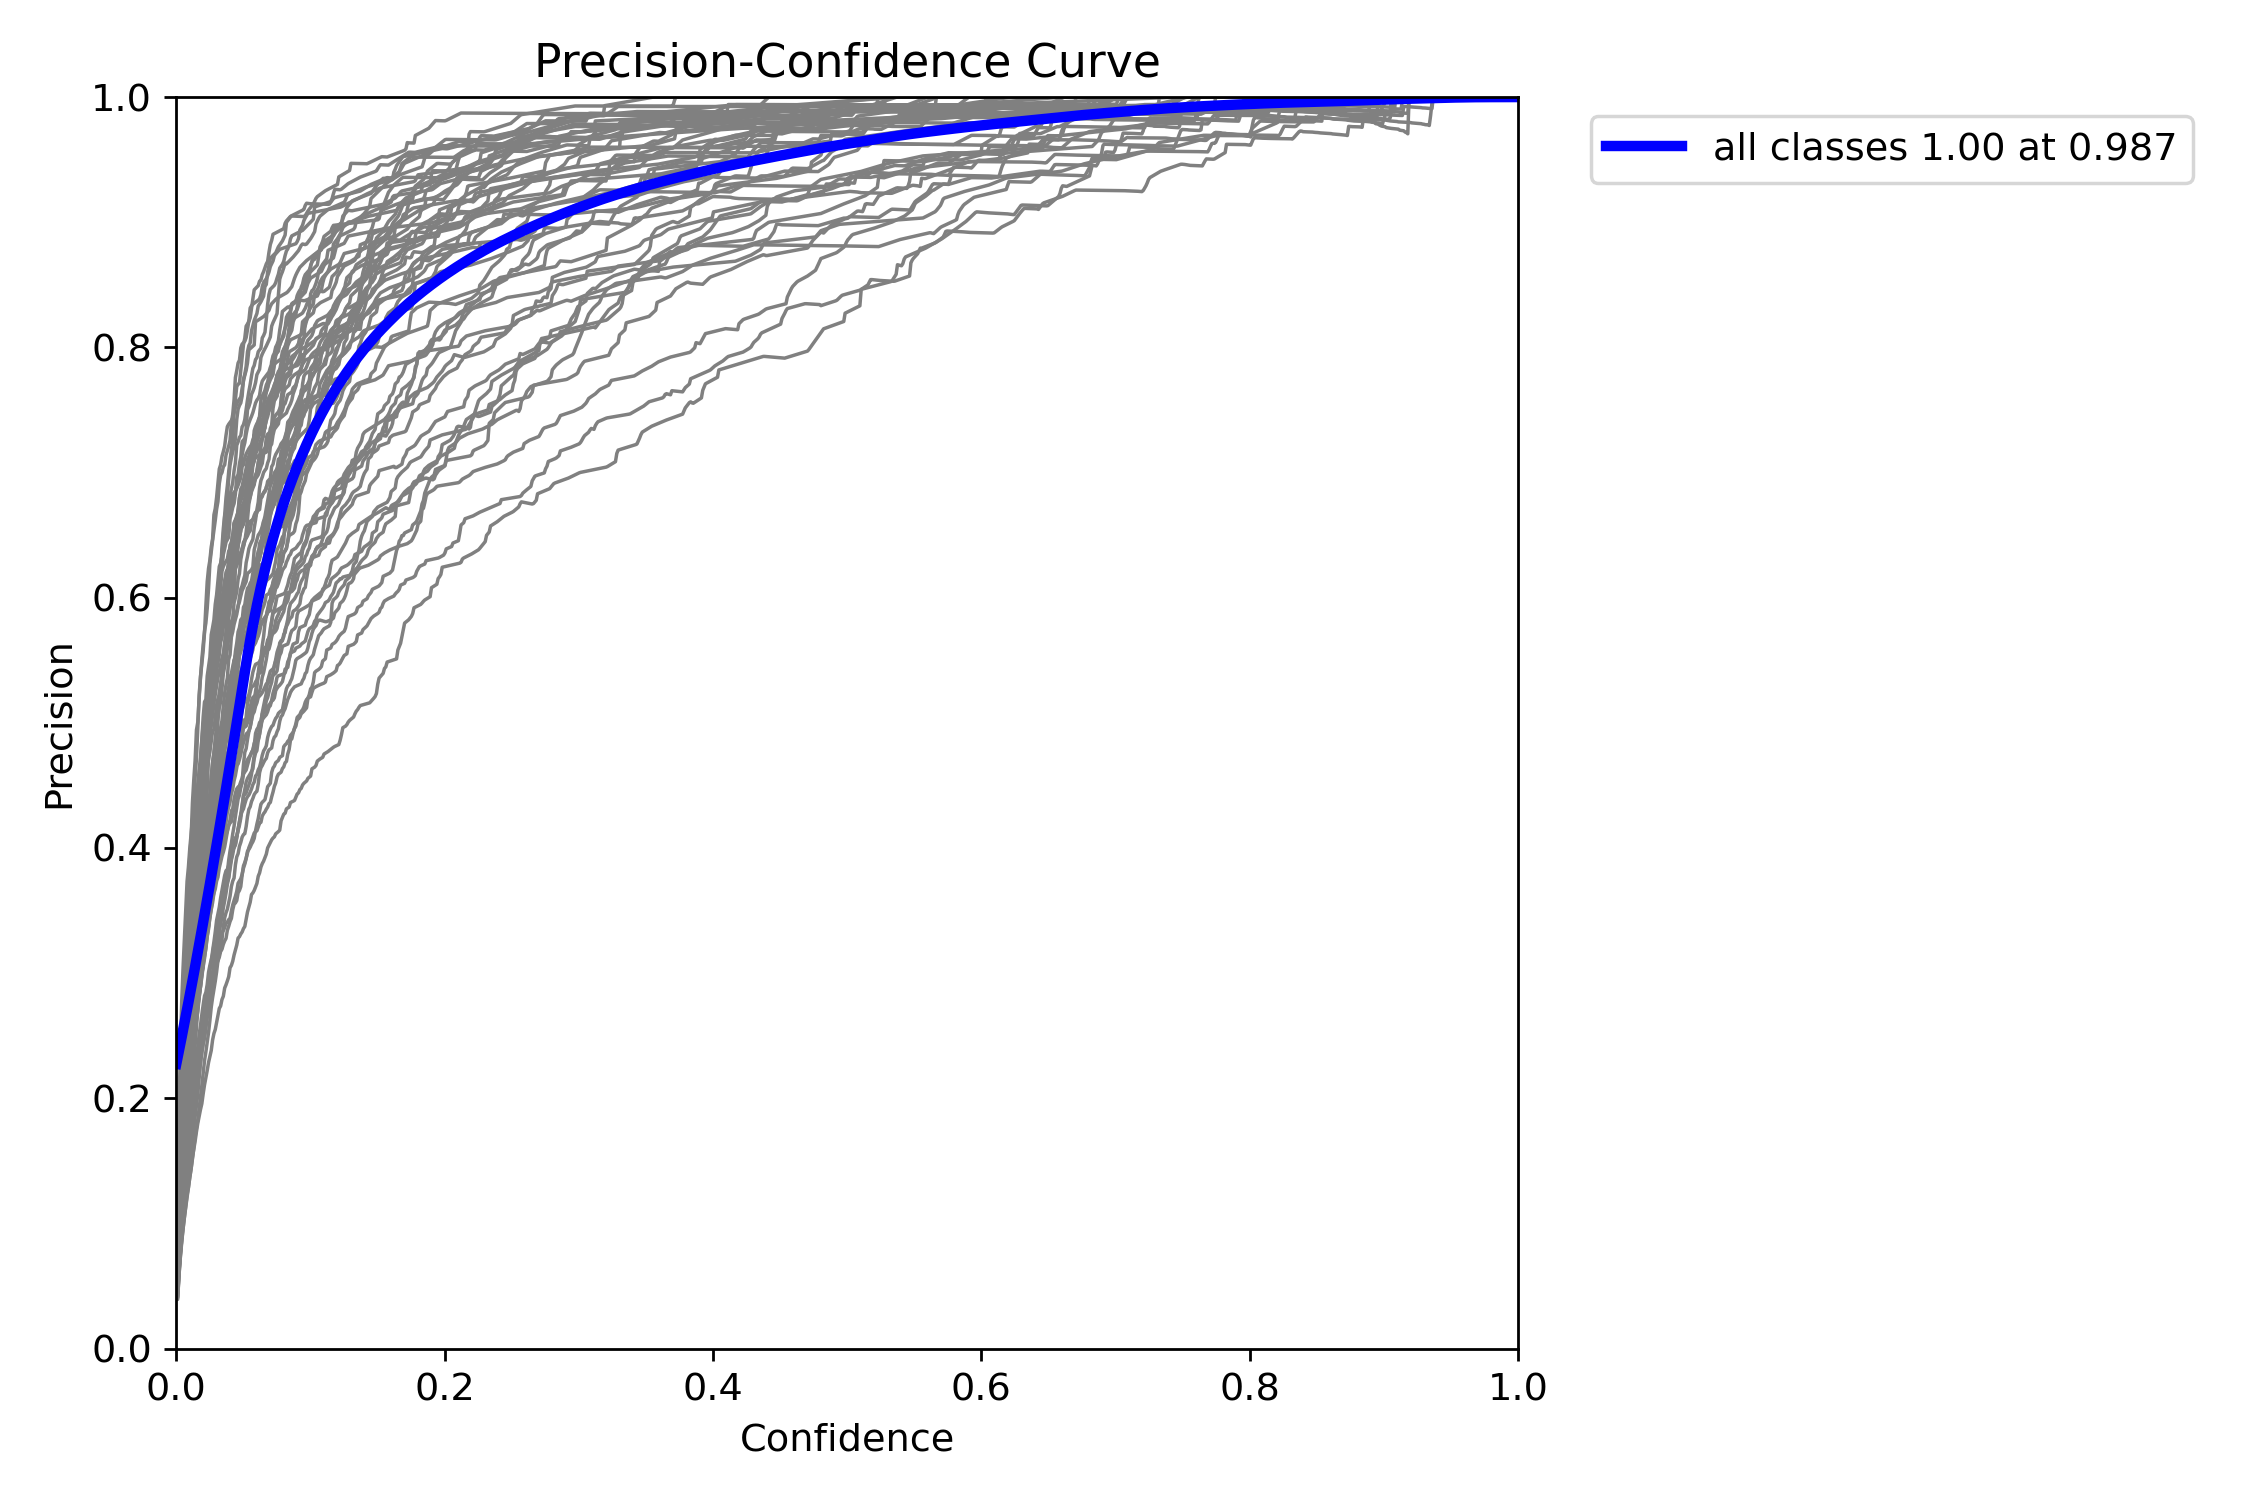 Precision-Confidence Curve
all classes 1.00 at 0.987
1.0
0.8
0.6
0.4
0.2
0.0
Precision
0.0 0.2 0.4 0.6 0.8 1.0
Confidence